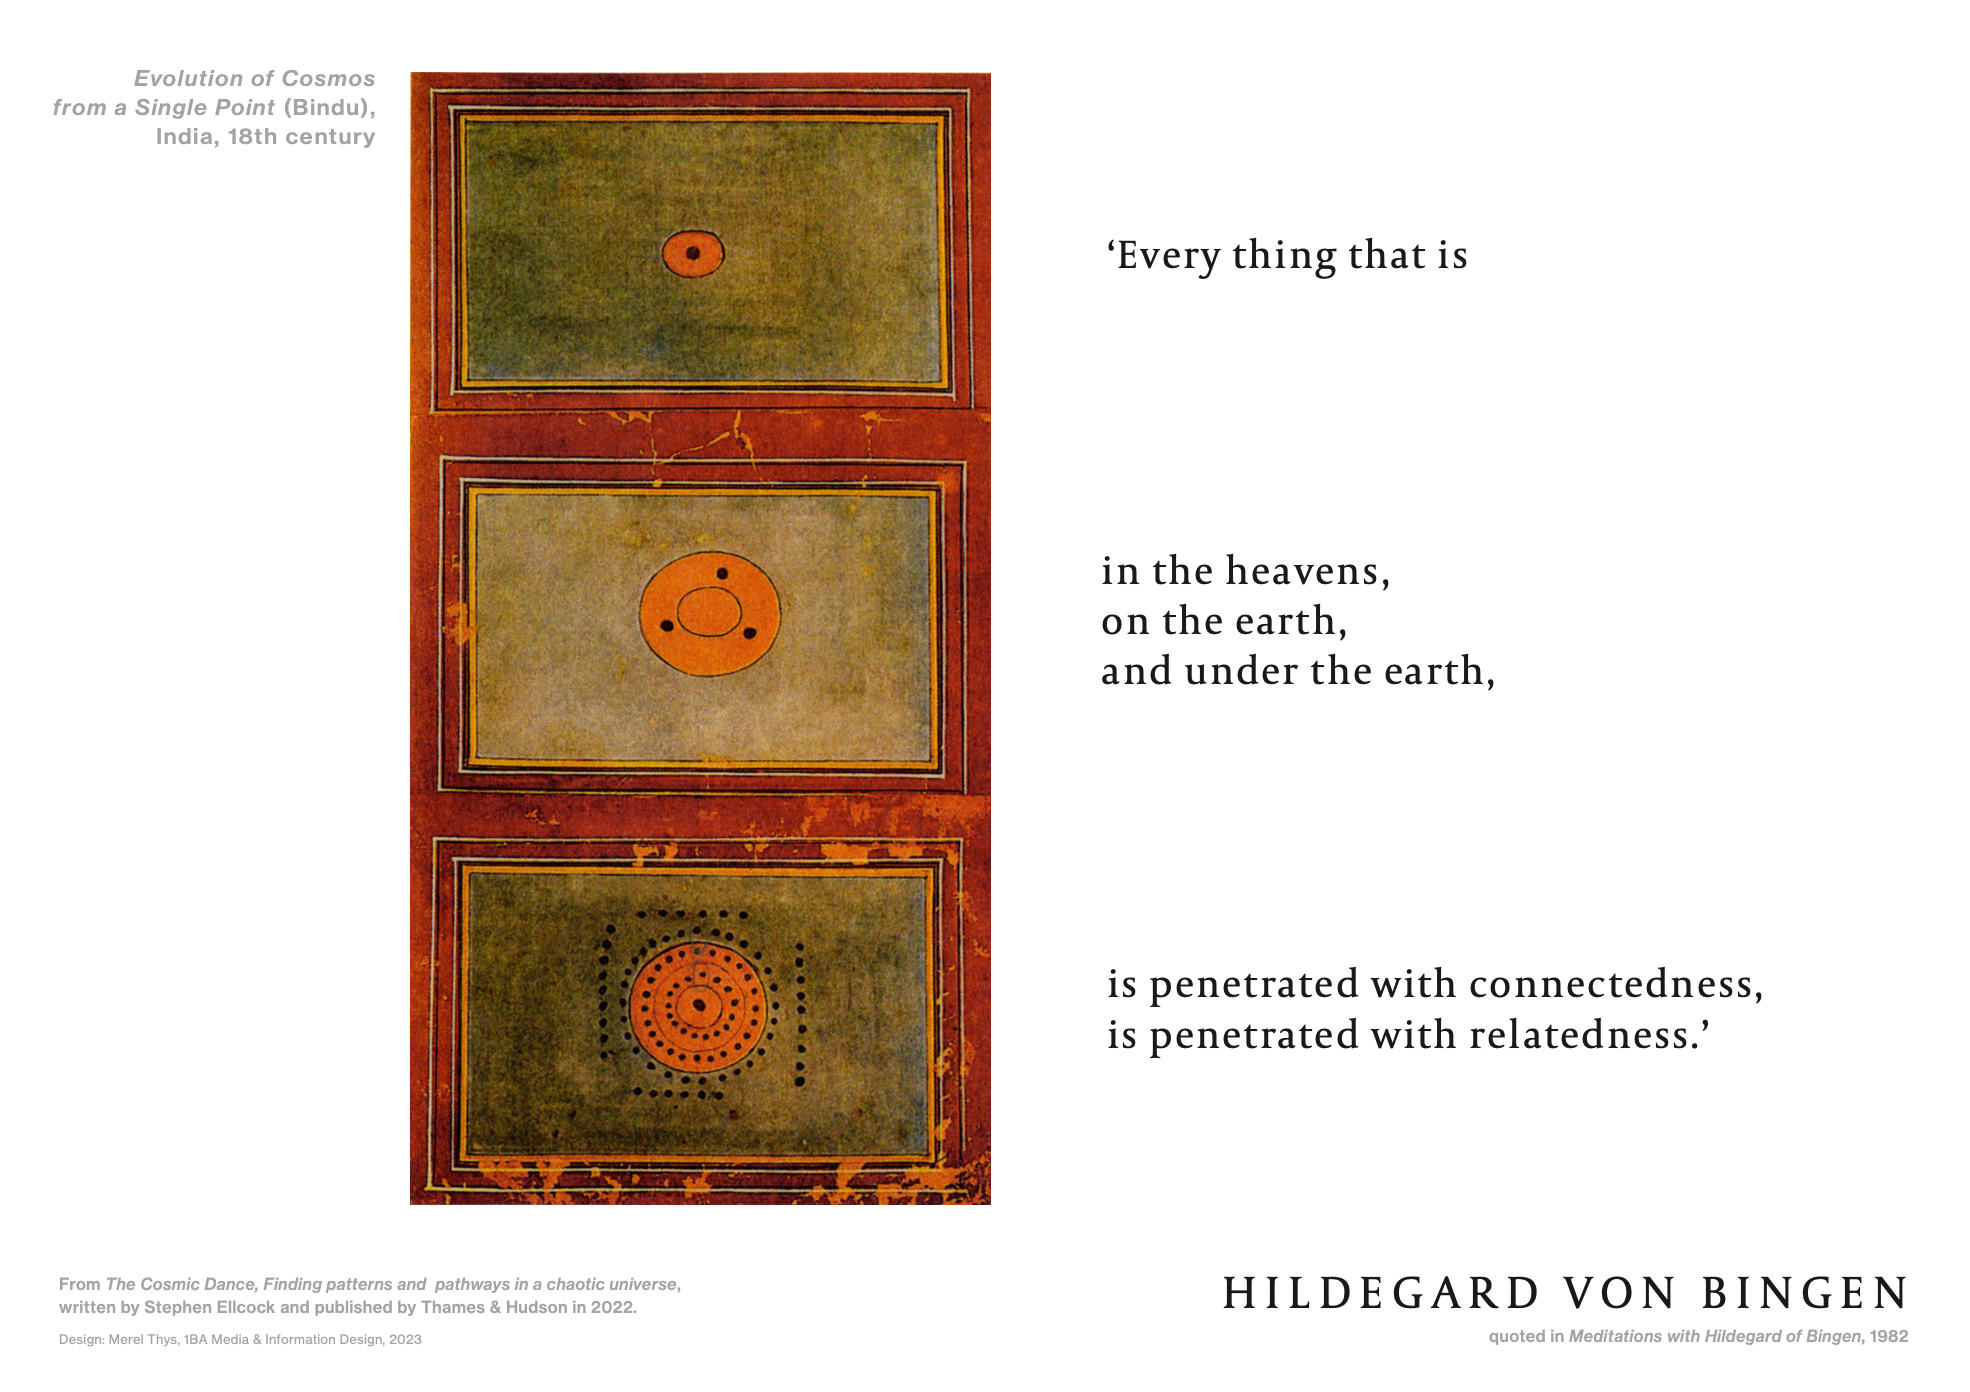 Evolution of Cosmos
from a Single Point (Bindu),
India, 18th century
‘Every thing that is
in the heavens,
on the earth,
and under the earth,
is penetrated with connectedness,
is penetrated with relatedness.’
From The Cosmic Dance, Finding patterns and  pathways in a chaotic universe,
written by Stephen Ellcock and published by Thames & Hudson in 2022.
Design: Merel Thys, 1BA Media & Information Design, 2023
HILDEGARD VON BINGEN
quoted in Meditations with Hildegard of Bingen, 1982